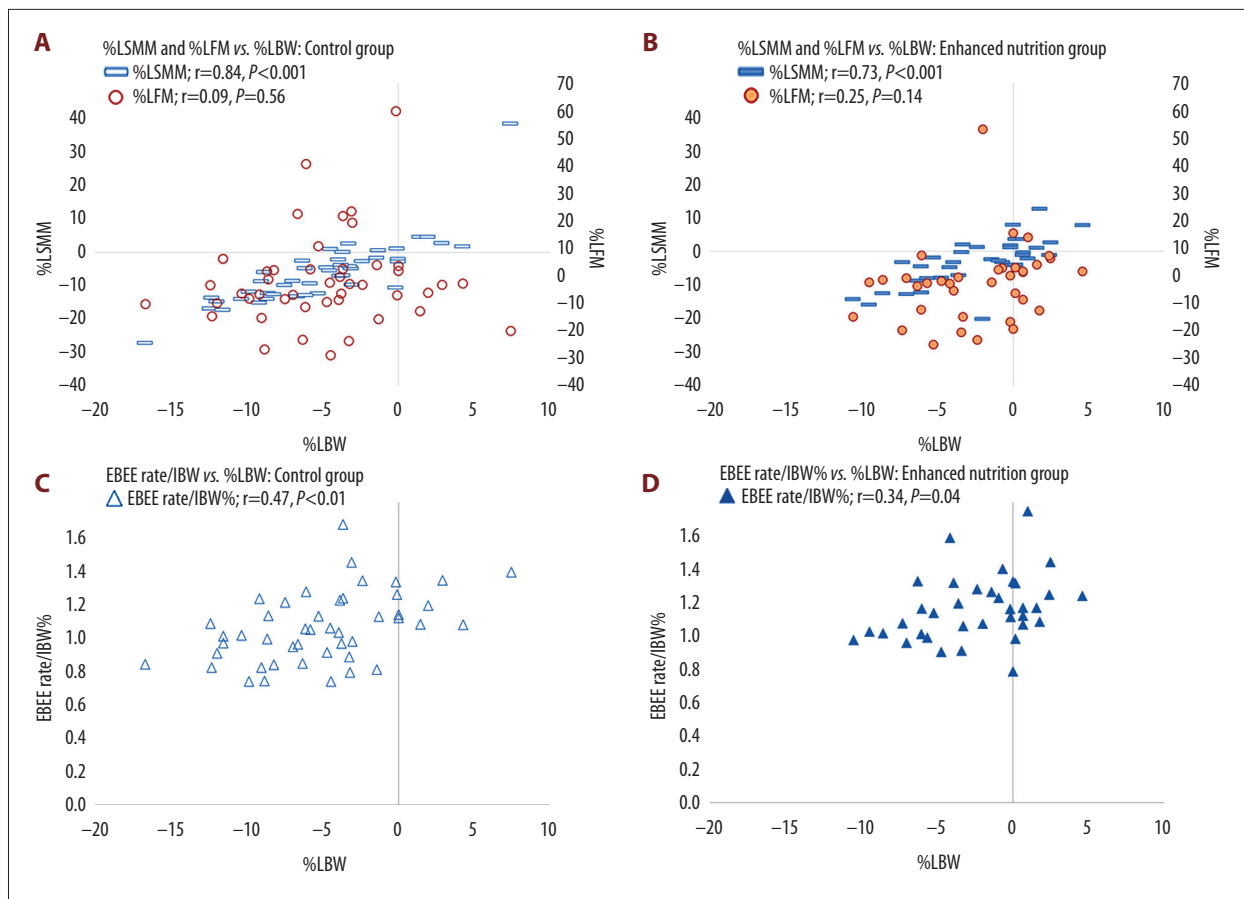 A
%LSMM and %LFM vs. %LBW: Control group
%LSMM; r=0.84, P<0.001
%LFM; r=0.09, P=0.56
40
30
20
10
0
−10
−20
−30
−40
%LSMM
70
60
50
40
30
20
10
0
−10
−20
−30
−40
%LFM
−20 −15 −10 −5 0 5 10
%LBW
B
%LSMM and %LFM vs. %LBW: Enhanced nutrition group
%LSMM; r=0.73, P<0.001
%LFM; r=0.25, P=0.14
40
30
20
10
0
−10
−20
−30
−40
%LSMM
70
60
50
40
30
20
10
0
−10
−20
−30
−40
%LFM
−20 −15 −10 −5 0 5 10
%LBW
C
EBEE rate/IBW vs. %LBW: Control group
EBEE rate/IBW%; r=0.47, P<0.01
1.6
1.4
1.2
1.0
0.8
0.6
0.4
0.2
0.0
EBEE rate/IBW%
−20 −15 −10 −5 0 5 10
%LBW
D
EBEE rate/IBW% vs. %LBW: Enhanced nutrition group
EBEE rate/IBW%; r=0.34, P=0.04
1.6
1.4
1.2
1.0
0.8
0.6
0.4
0.2
0.0
EBEE rate/IBW%
−20 −15 −10 −5 0 5 10
%LBW